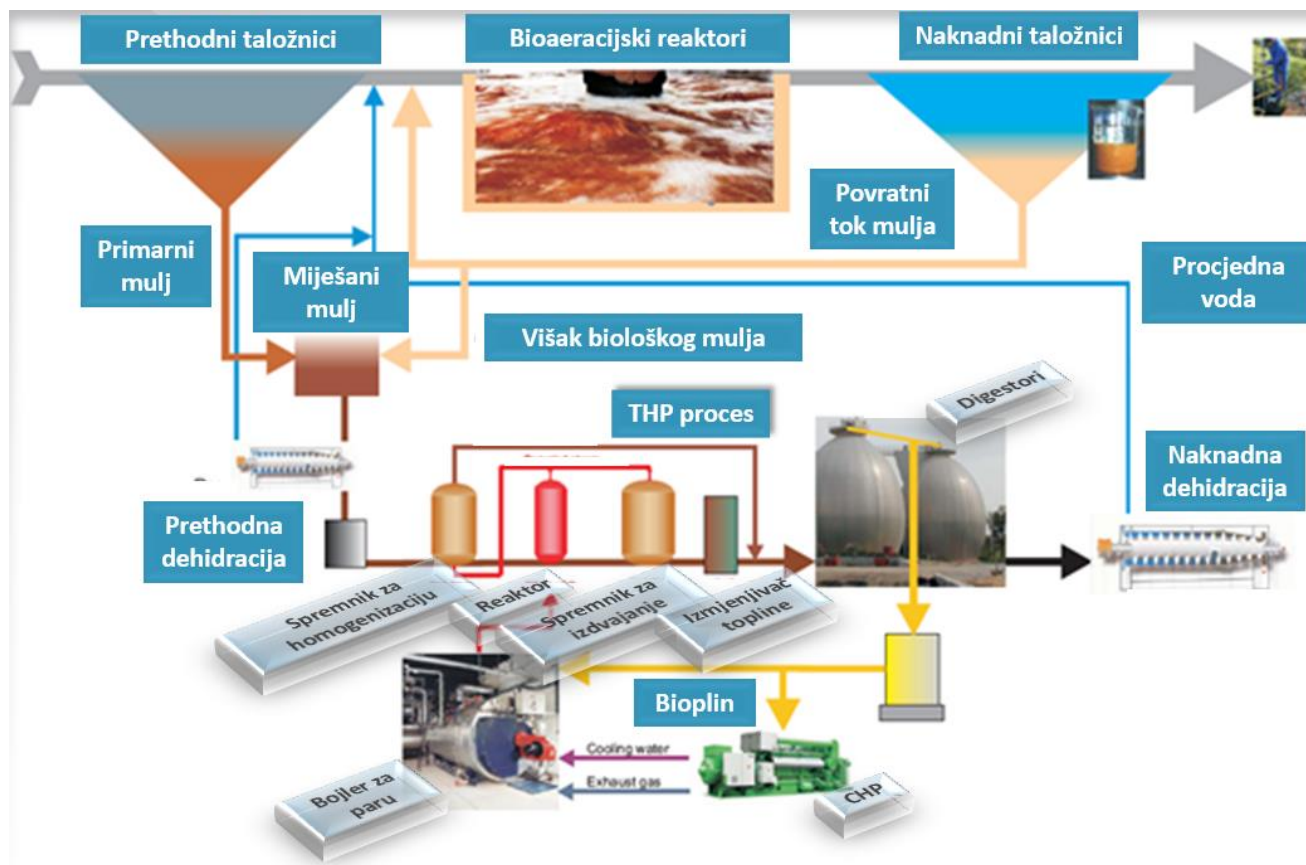 Prethodni taložnici
Bioaeracijski reaktori
Naknadni taložnici
Povratni
tok mulja
Primarni
mulj
Miješani
mulj
Procjedna
voda
Višak biološkog mulja
Digestori
THP proces
Naknadna
dehidracija
Prethodna
dehidracija
Spremnik za
homogenizaciju
Reaktor
Spremnik za
izdvajanje
Izmjenjivač
topline
Bioplin
Cooling water
Exhaust gas
Bojler za
paru
CHP